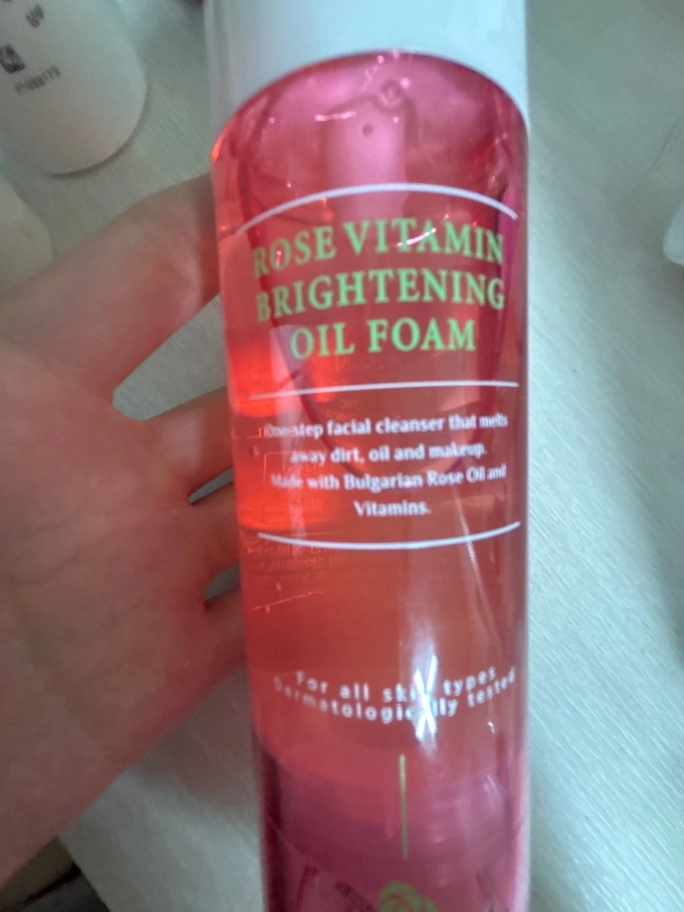 UP
ROSE VITAMIN
BRIGHTENING
OIL FOAM
One-step facial cleanser that melts
away dirt, oil and makeup.
Made with Bulgarian Rose Oil and
Vitamins.
For all skin types
Dermatologically tested